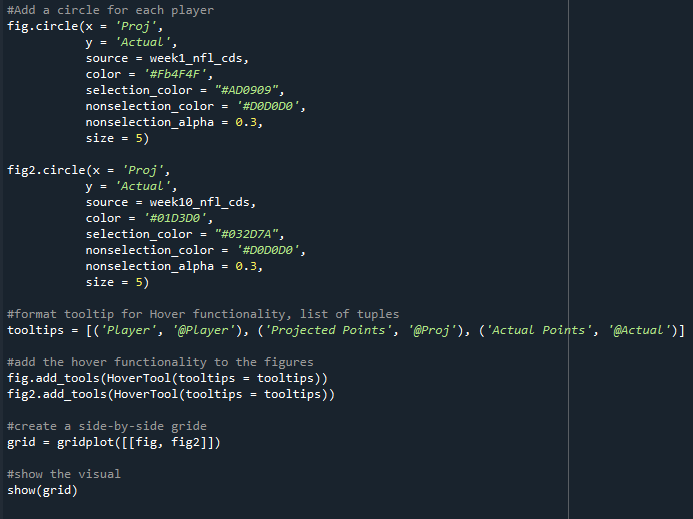 #Add a circle for each player
fig.circle(x = 'Proj',
           y = 'Actual',
           source = week1_nfl_cds,
           color = '#Fb4F4F',
           selection_color = "#AD0909",
           nonselection_color = '#D0D0D0',
           nonselection_alpha = 0.3,
           size = 5)

fig2.circle(x = 'Proj',
           y = 'Actual',
           source = week10_nfl_cds,
           color = '#01D3D0',
           selection_color = "#032D7A",
           nonselection_color = '#D0D0D0',
           nonselection_alpha = 0.3,
           size = 5)

#format tooltip for Hover functionality, list of tuples
tooltips = [('Player', '@Player'), ('Projected Points', '@Proj'), ('Actual Points', '@Actual')]

#add the hover functionality to the figures
fig.add_tools(HoverTool(tooltips = tooltips))
fig2.add_tools(HoverTool(tooltips = tooltips))

#create a side-by-side gride
grid = gridplot([[fig, fig2]])

#show the visual
show(grid)